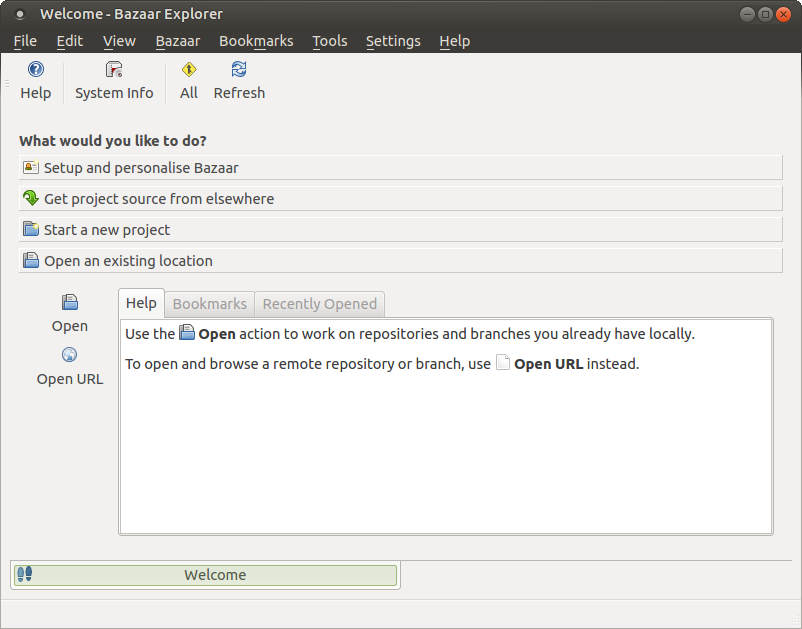 Welcome - Bazaar Explorer
File Edit View Bazaar Bookmarks Tools Settings Help
Help System Info All Refresh
What would you like to do?
Setup and personalise Bazaar
Get project source from elsewhere
Start a new project
Open an existing location
Open
Open URL
Help Bookmarks Recently Opened
Use the Open action to work on repositories and branches you already have locally.
To open and browse a remote repository or branch, use Open URL instead.
Welcome